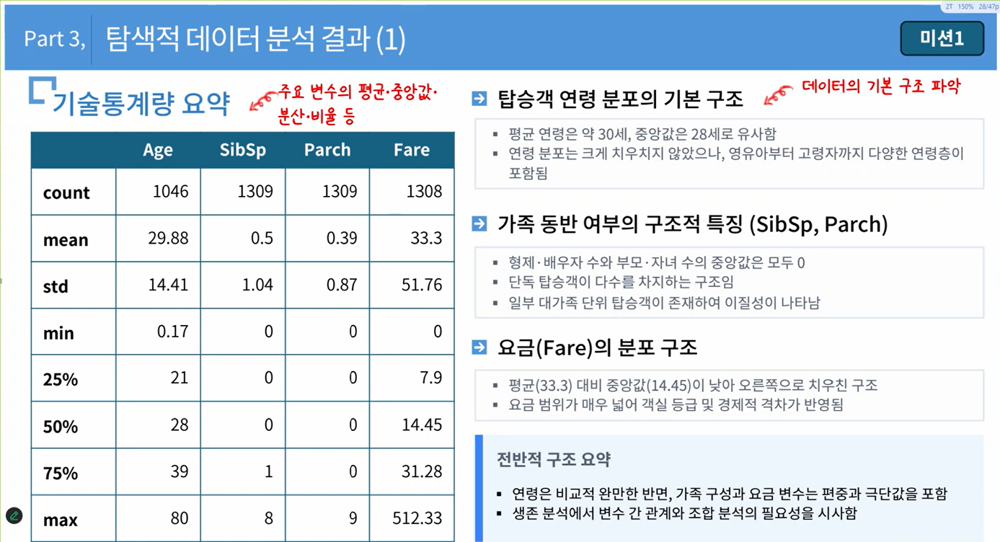 2T 150% 28/47p
Part 3, 탐색적 데이터 분석 결과 (1)
미션1
기술통계량 요약
주요 변수의 평균·중앙값·
분산·비율 등
Age SibSp Parch Fare
count 1046 1309 1309 1308
mean 29.88 0.5 0.39 33.3
std 14.41 1.04 0.87 51.76
min 0.17 0 0 0
25% 21 0 0 7.9
50% 28 0 0 14.45
75% 39 1 0 31.28
max 80 8 9 512.33
탑승객 연령 분포의 기본 구조
데이터의 기본 구조 파악
▪ 평균 연령은 약 30세, 중앙값은 28세로 유사함
▪ 연령 분포는 크게 치우치지 않았으나, 영유아부터 고령자까지 다양한 연령층이
포함됨
가족 동반 여부의 구조적 특징 (SibSp, Parch)
▪ 형제·배우자 수와 부모·자녀 수의 중앙값은 모두 0
▪ 단독 탑승객이 다수를 차지하는 구조임
▪ 일부 대가족 단위 탑승객이 존재하여 이질성이 나타남
요금(Fare)의 분포 구조
▪ 평균(33.3) 대비 중앙값(14.45)이 낮아 오른쪽으로 치우친 구조
▪ 요금 범위가 매우 넓어 객실 등급 및 경제적 격차가 반영됨
전반적 구조 요약
▪ 연령은 비교적 완만한 반면, 가족 구성과 요금 변수는 편중과 극단값을 포함
▪ 생존 분석에서 변수 간 관계와 조합 분석의 필요성을 시사함